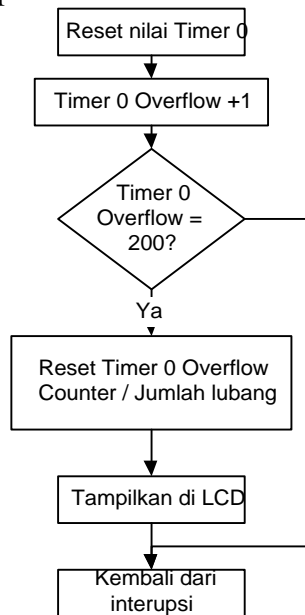 Reset nilai Timer 0
Timer 0 Overflow +1
Timer 0
Overflow =
200?
Ya
Reset Timer 0 Overflow
Counter / Jumlah lubang
Tampilkan di LCD
Kembali dari
interupsi